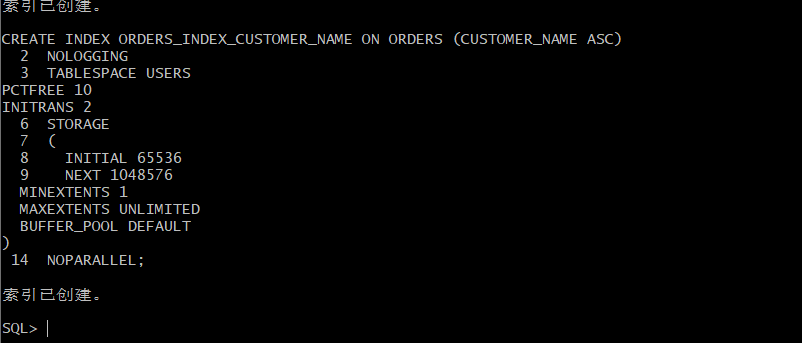 索引已创建。
CREATE INDEX ORDERS_INDEX_CUSTOMER_NAME ON ORDERS (CUSTOMER_NAME ASC)
  2  NOLOGGING
  3  TABLESPACE USERS
PCTFREE 10
INITRANS 2
  6  STORAGE
  7  (
  8    INITIAL 65536
  9    NEXT 1048576
  MINEXTENTS 1
  MAXEXTENTS UNLIMITED
  BUFFER_POOL DEFAULT
)
 14  NOPARALLEL;
索引已创建。
SQL>